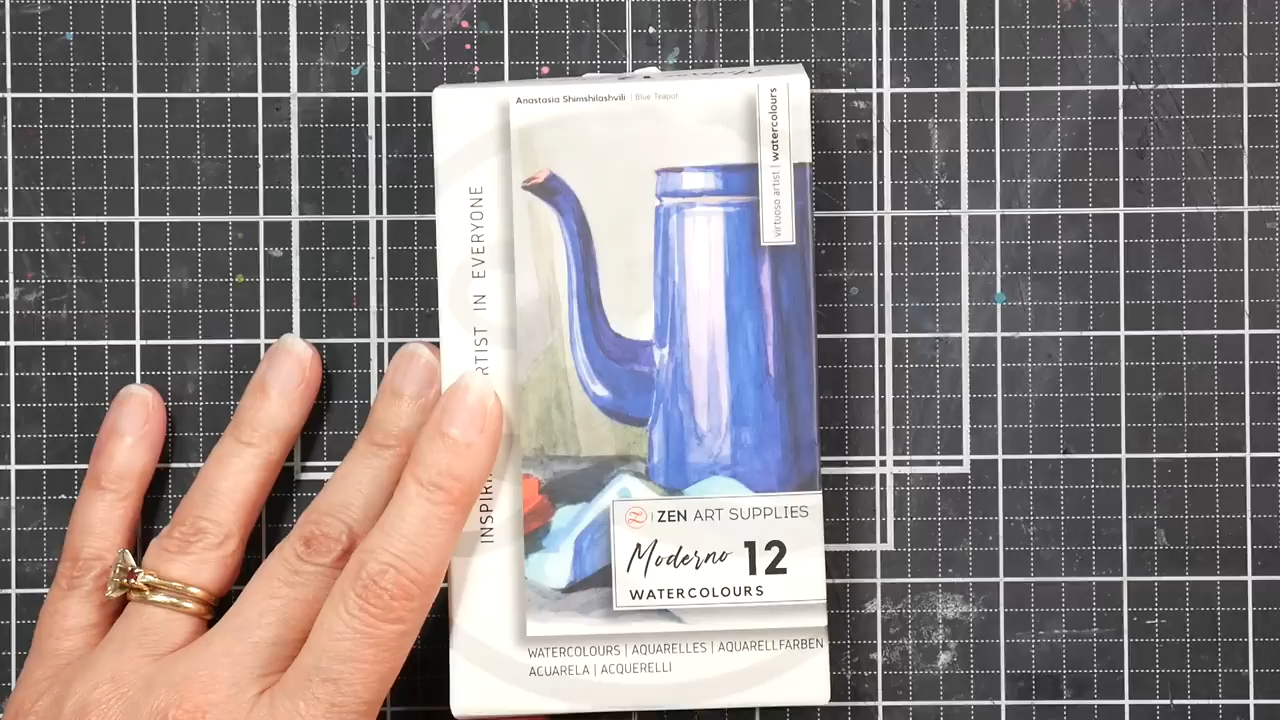 Anastasia Shimshilashvili | Blue Teapot
virtuoso artist | watercolours
ARTIST IN EVERYONE
ZEN ART SUPPLIES
Moderno 12
WATERCOLOURS
WATERCOLOURS | AQUARELLES | AQUARELLFARBEN
ACUARELA | ACQUERELLI